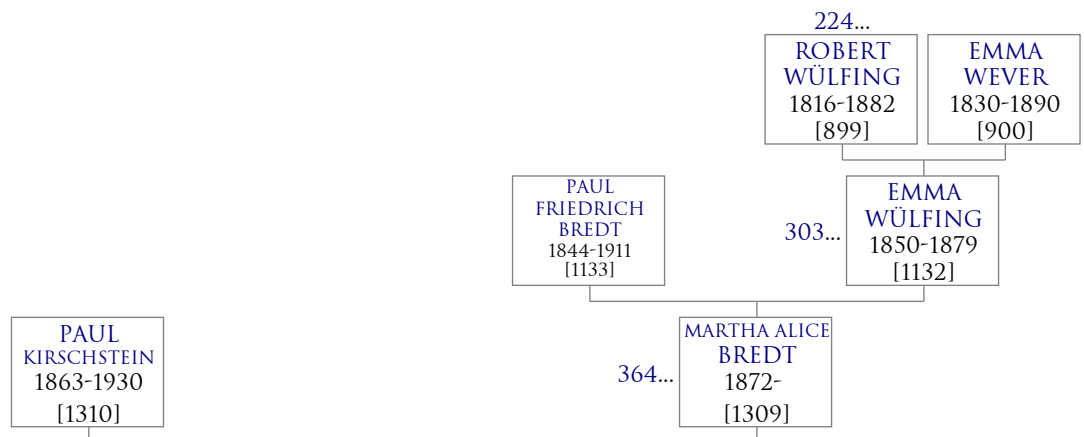 224...
ROBERT
WÜLFING
1816-1882
[899]
EMMA
WEVER
1830-1890
[900]
PAUL
FRIEDRICH
BREDT
1844-1911
[1133]
303...
EMMA
WÜLFING
1850-1879
[1132]
PAUL
KIRSCHSTEIN
1863-1930
[1310]
364...
MARTHA ALICE
BREDT
1872-
[1309]